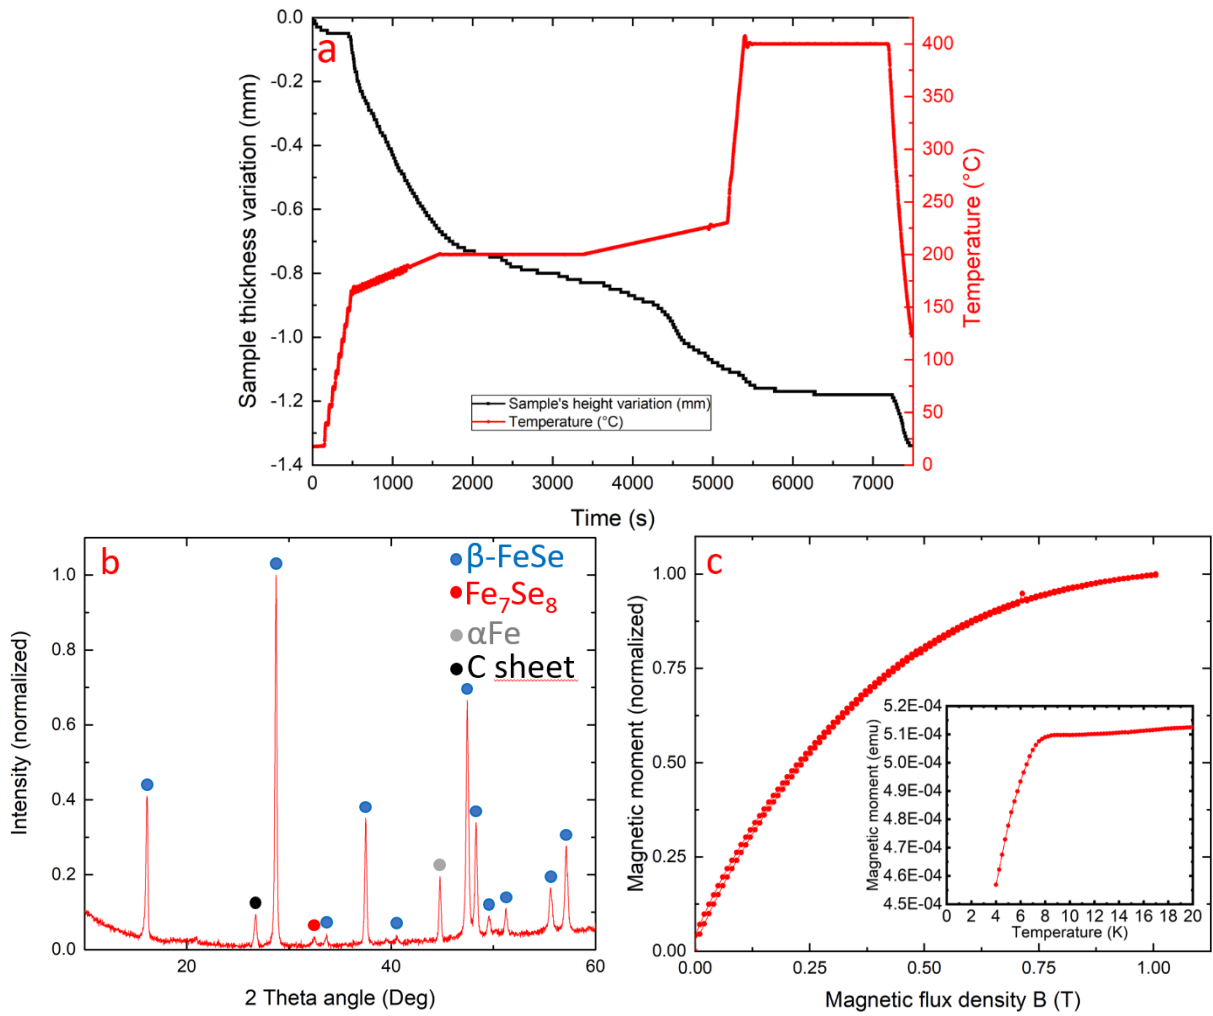 a
0.0
-0.2
-0.4
-0.6
-0.8
-1.0
-1.2
-1.4
Sample thickness variation (mm)
400
350
300
250
200
150
100
50
0
Temperature (°C)
Sample's height variation (mm)
Temperature (°C)
0 1000 2000 3000 4000 5000 6000 7000
Time (s)
b
β-FeSe
Fe7Se8
αFe
C sheet
1.0
0.8
0.6
0.4
0.2
0.0
Intensity (normalized)
20 40 60
2 Theta angle (Deg)
c
1.00
0.75
0.50
0.25
0.00
Magnetic moment (normalized)
0.00 0.25 0.50 0.75 1.00
Magnetic flux density B (T)
5.2E-04
5.1E-04
5.0E-04
4.9E-04
4.8E-04
4.7E-04
4.6E-04
4.5E-04
Magnetic moment (emu)
0 2 4 6 8 10 12 14 16 18 20
Temperature (K)